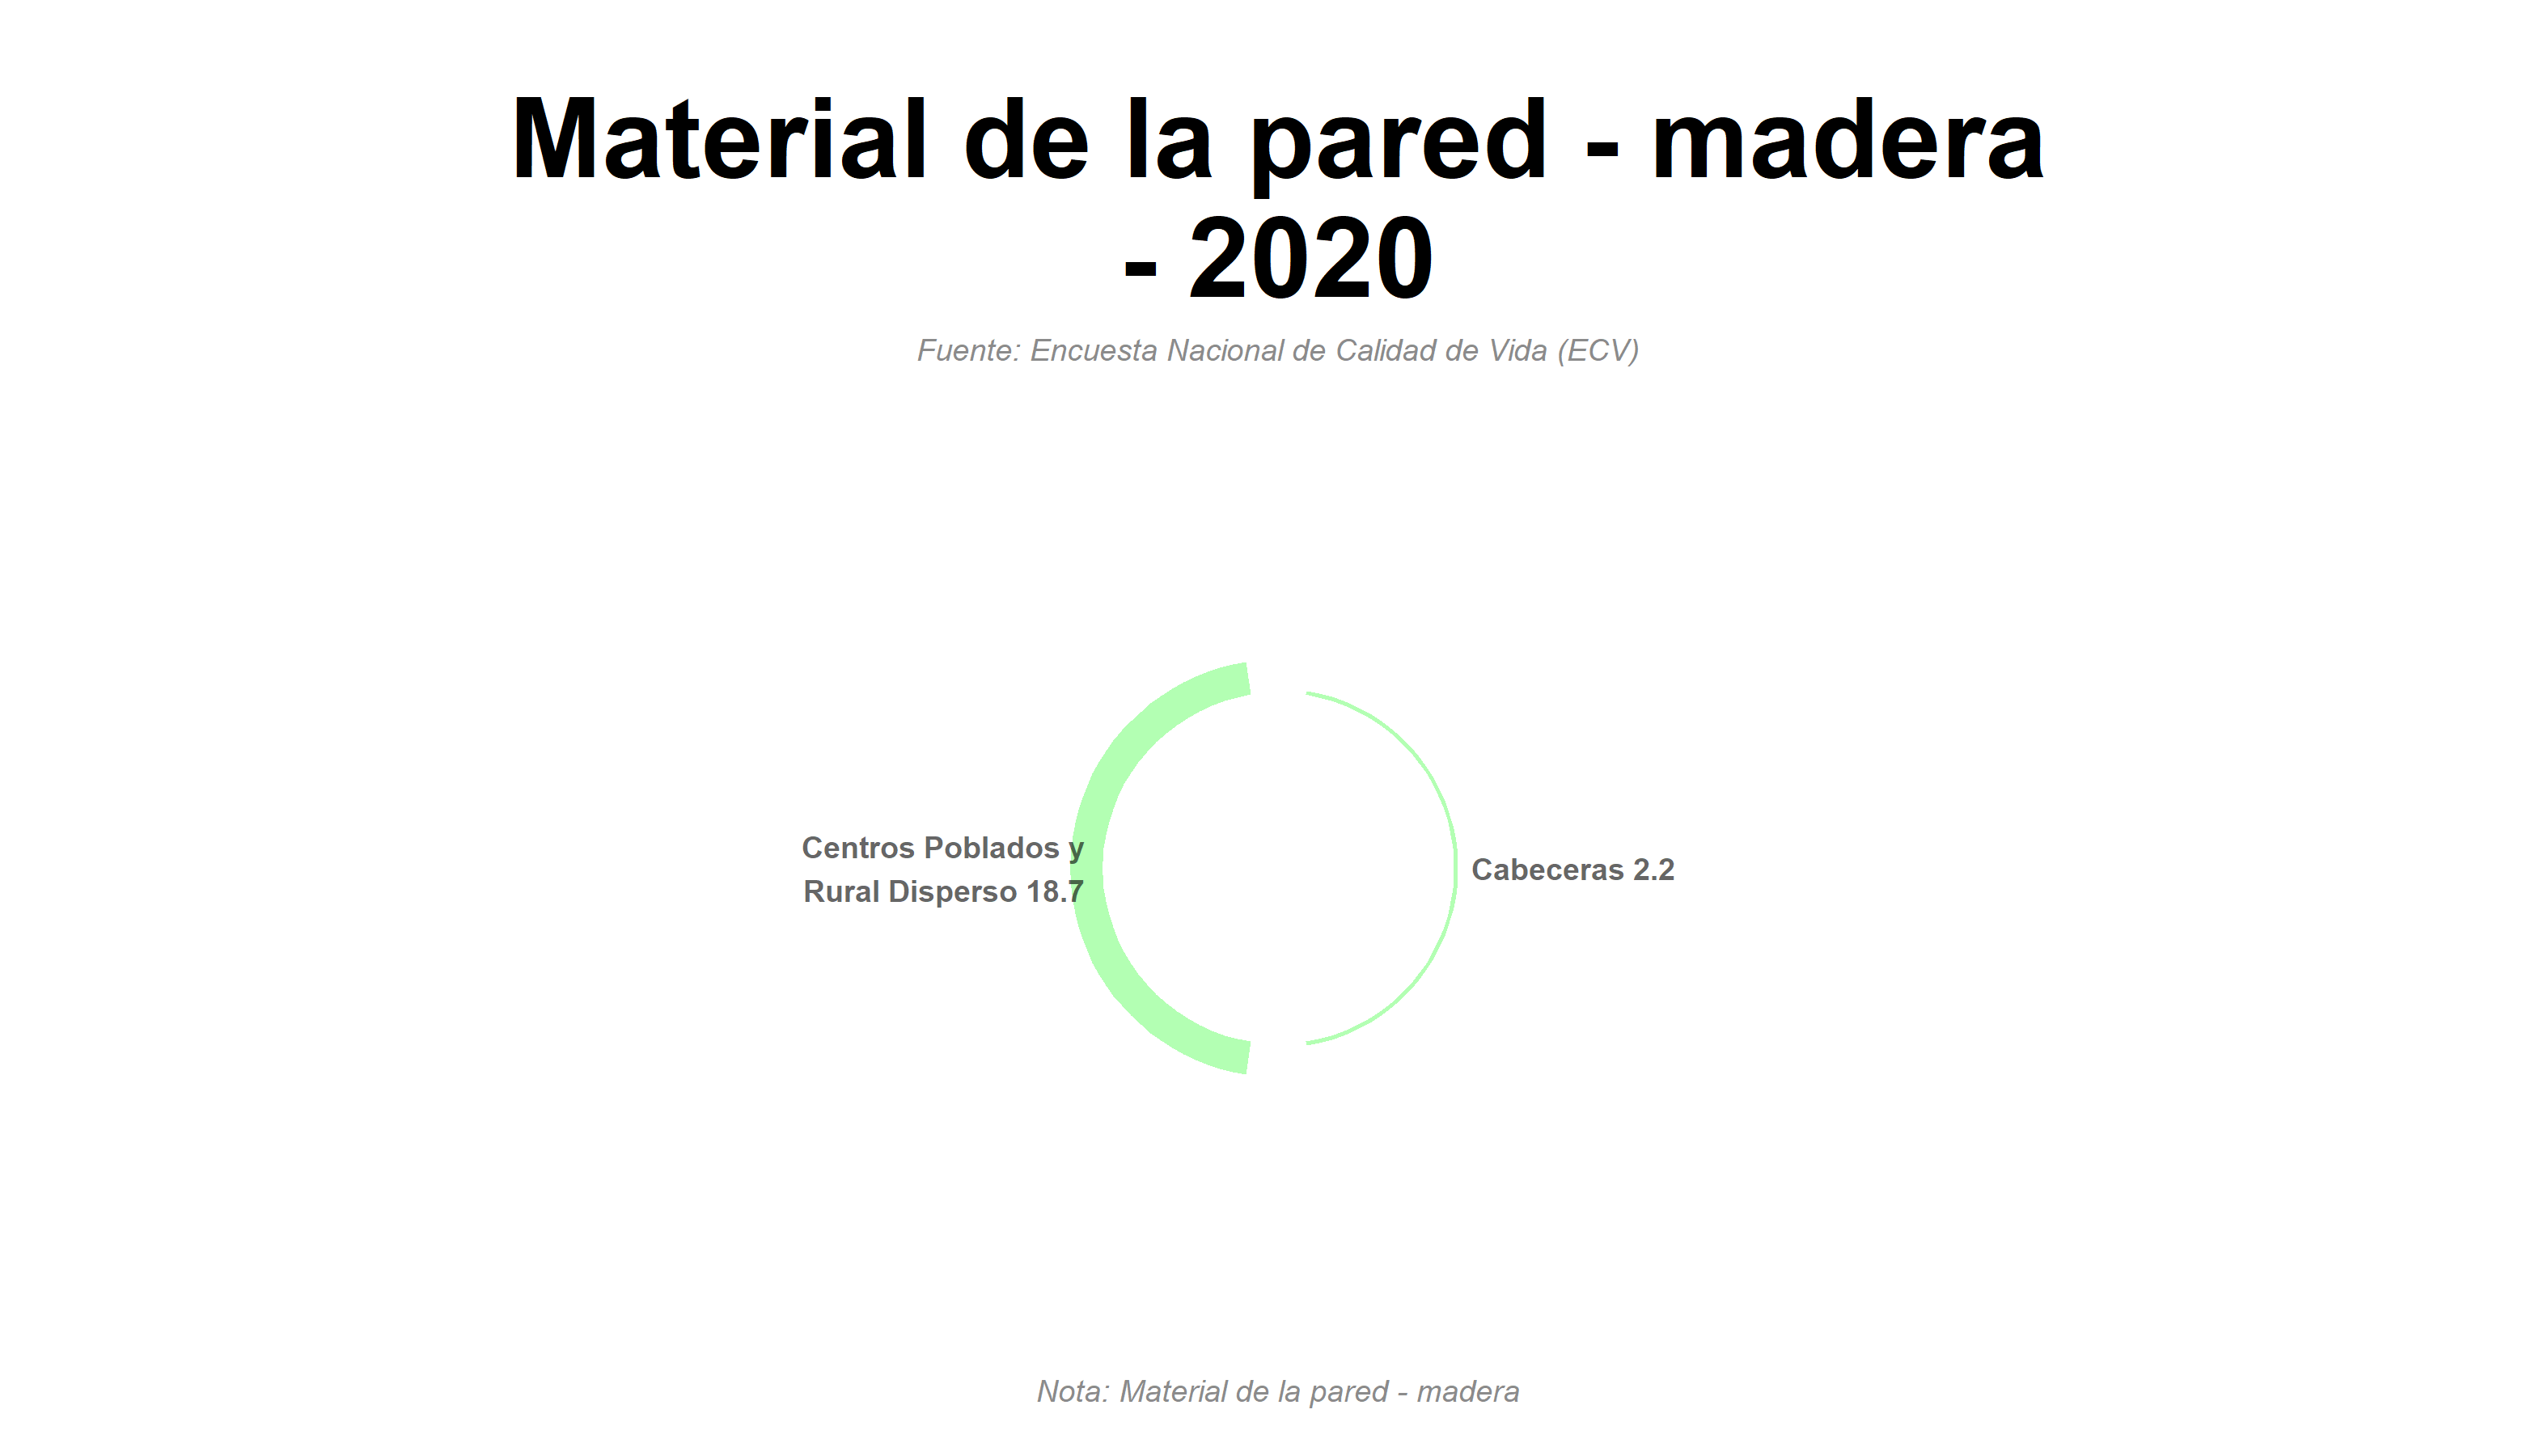 Material de la pared - madera
- 2020
Fuente: Encuesta Nacional de Calidad de Vida (ECV)
Centros Poblados y
Rural Disperso 18.7
Cabeceras 2.2
Nota: Material de la pared - madera